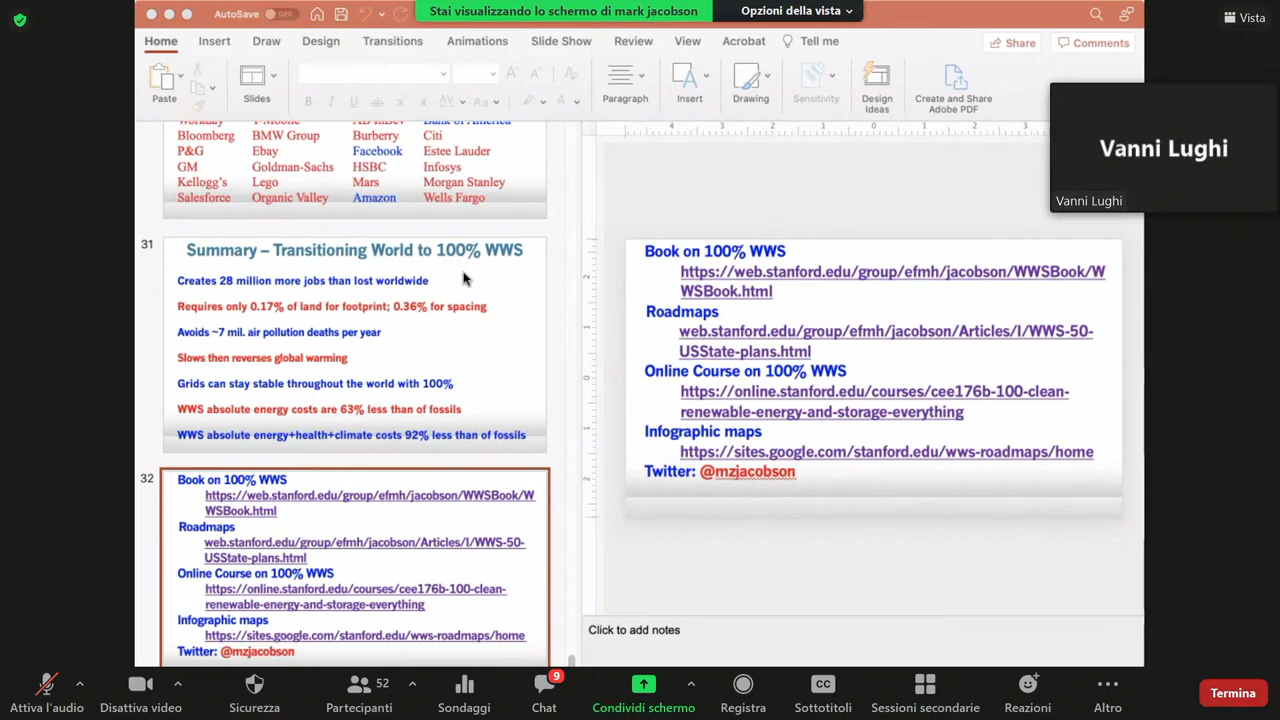 Stai visualizzando lo schermo di mark jacobson
Opzioni della vista
Vista
AutoSave OFF
Home Insert Draw Design Transitions Animations Slide Show Review View Acrobat Tell me
Share Comments
Paste Slides Paragraph Insert Drawing Sensitivity Design Ideas Create and Share Adobe PDF
Vanni Lughi
Vanni Lughi
Bloomberg BMW Group Burberry Citi
P&G Ebay Facebook Estee Lauder
GM Goldman-Sachs HSBC Infosys
Kellogg's Lego Mars Morgan Stanley
Salesforce Organic Valley Amazon Wells Fargo
31
Summary – Transitioning World to 100% WWS
Creates 28 million more jobs than lost worldwide
Requires only 0.17% of land for footprint; 0.36% for spacing
Avoids ~7 mil. air pollution deaths per year
Slows then reverses global warming
Grids can stay stable throughout the world with 100%
WWS absolute energy costs are 63% less than of fossils
WWS absolute energy+health+climate costs 92% less than of fossils
32
Book on 100% WWS
https://web.stanford.edu/group/efmh/jacobson/WWSBook/W
WSBook.html
Roadmaps
web.stanford.edu/group/efmh/jacobson/Articles/I/WWS-50-
USState-plans.html
Online Course on 100% WWS
https://online.stanford.edu/courses/cee176b-100-clean-
renewable-energy-and-storage-everything
Infographic maps
https://sites.google.com/stanford.edu/wws-roadmaps/home
Twitter: @mzjacobson
Book on 100% WWS
https://web.stanford.edu/group/efmh/jacobson/WWSBook/W
WSBook.html
Roadmaps
web.stanford.edu/group/efmh/jacobson/Articles/I/WWS-50-
USState-plans.html
Online Course on 100% WWS
https://online.stanford.edu/courses/cee176b-100-clean-
renewable-energy-and-storage-everything
Infographic maps
https://sites.google.com/stanford.edu/wws-roadmaps/home
Twitter: @mzjacobson
Click to add notes
52
9
Attiva l'audio Disattiva video Sicurezza Partecipanti Sondaggi Chat Condividi schermo Registra Sottotitoli Sessioni secondarie Reazioni Altro
Termina